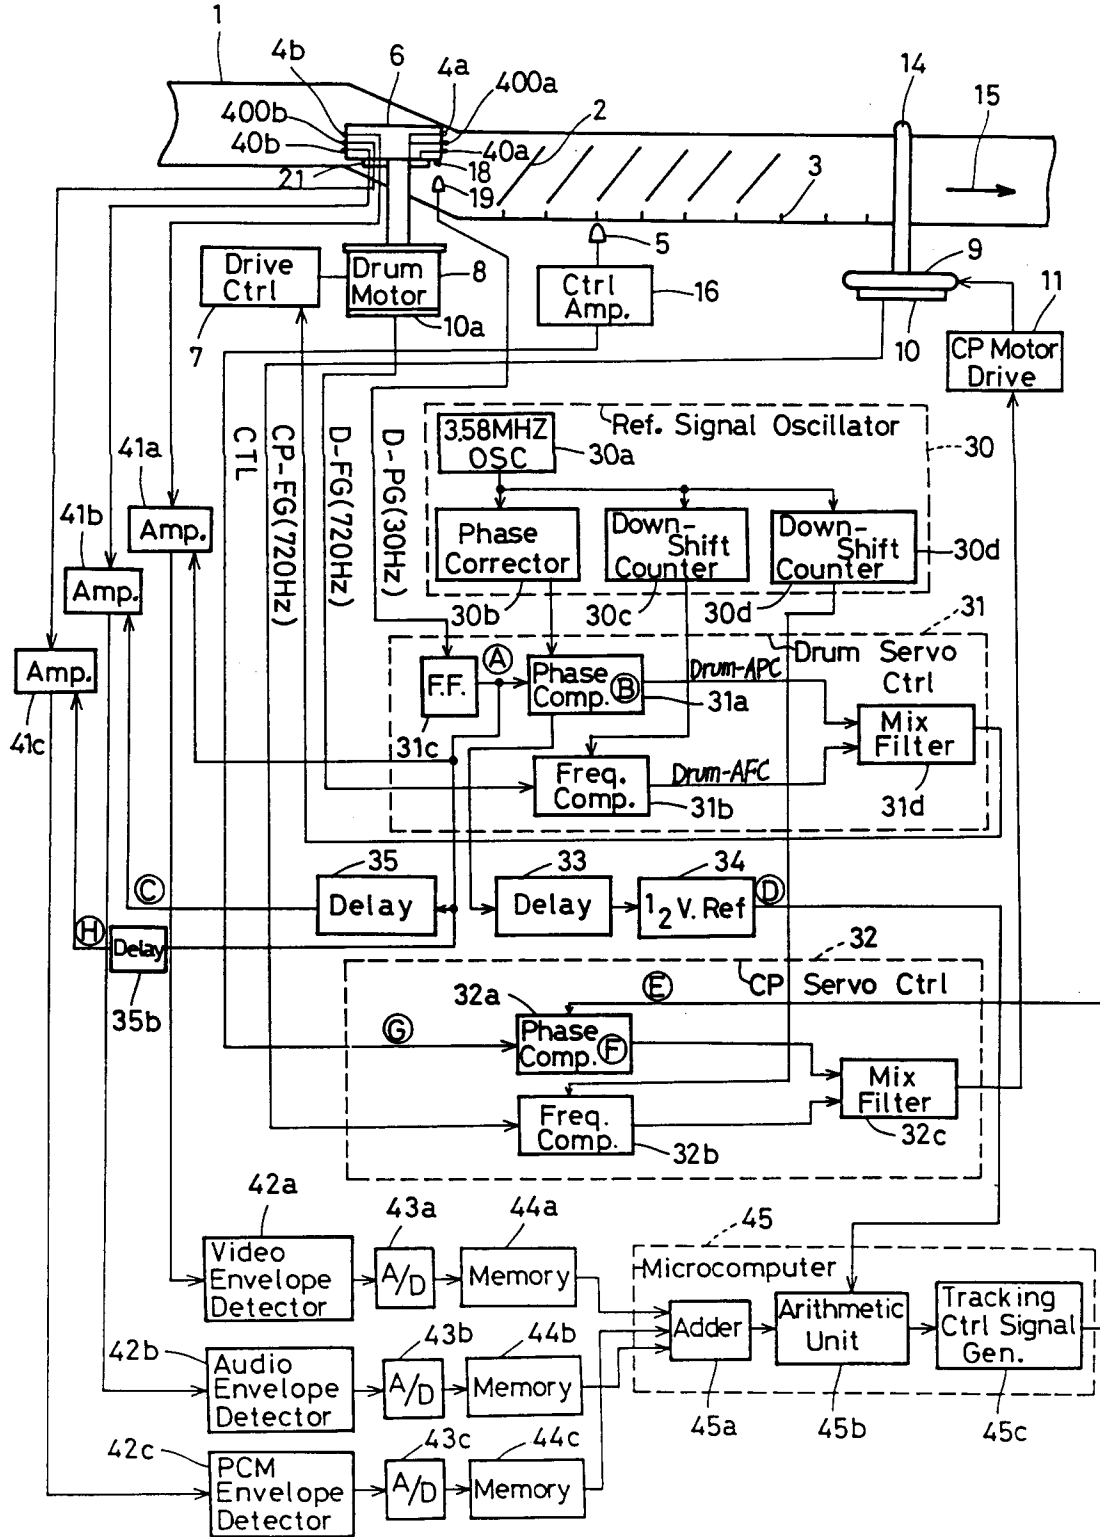 1
4b
6
4a
400a
14
15
400b
40b
2
40a
18
21
19
3
5
Drive
Ctrl
7
Drum
Motor
8
10a
Ctrl
Amp.
16
9
10
11
CP Motor
Drive
CTL
CP-FG(720Hz)
D-FG(720Hz)
D-PG(30Hz)
3.58MHZ
OSC
30a
Ref. Signal Oscillator
30
Phase
Corrector
30b
Down-
Shift
Counter
30c
Down-
Shift
Counter
30d
30d
41a
Amp.
41b
Amp.
Amp.
41c
31
Drum Servo
Ctrl
F.F.
31c
A
Phase
Comp. B
31a
Drum-APC
Mix
Filter
31d
Freq.
Comp.
31b
Drum-AFC
35
Delay
33
Delay
34
1 2 V. Ref
D
C
H
Delay
35b
32
CP Servo Ctrl
E
32a
G
Phase
Comp. F
Mix
Filter
32c
Freq.
Comp.
32b
42a
Video
Envelope
Detector
43a
A/D
44a
Memory
45
Microcomputer
Adder
45a
Arithmetic
Unit
45b
Tracking
Ctrl Signal
Gen.
45c
42b
Audio
Envelope
Detector
43b
A/D
44b
Memory
42c
PCM
Envelope
Detector
43c
A/D
44c
Memory